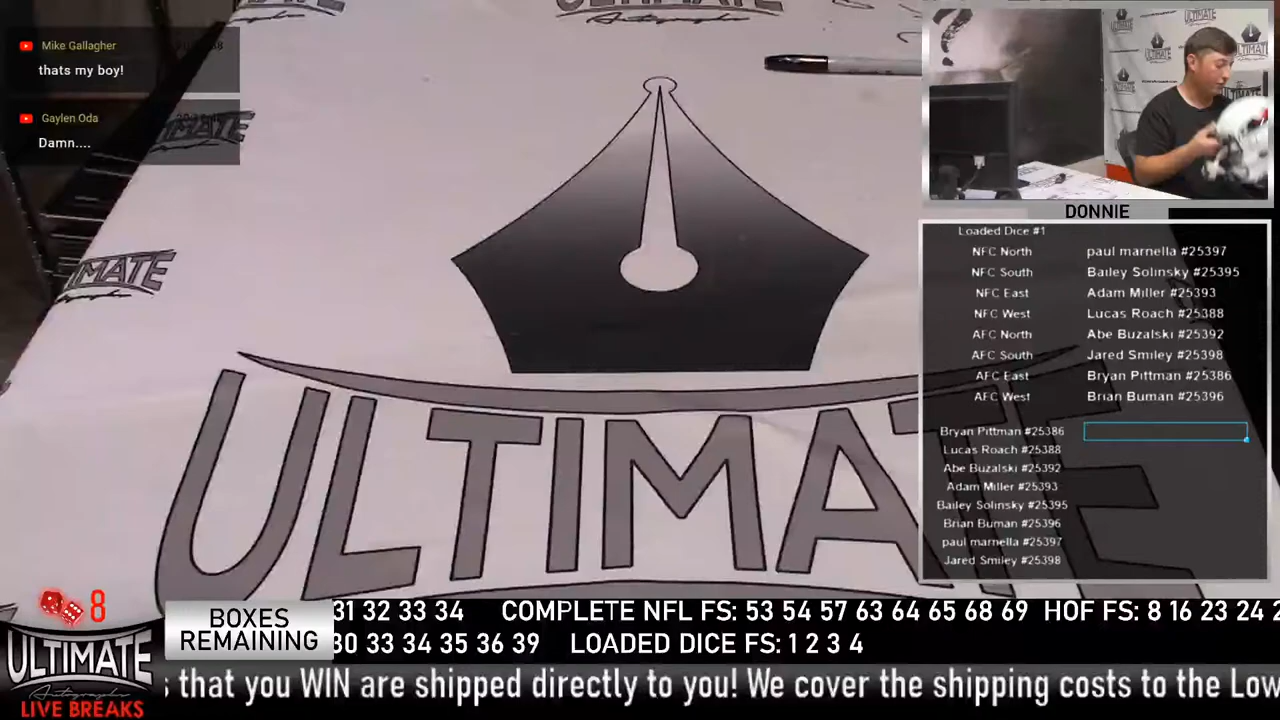 Mike Gallagher
thats my boy!
Gaylen Oda
Damn....
ULTIMATE
DONNIE
Loaded Dice #1
NFC North paul marnella #25397
NFC South Bailey Solinsky #25395
NFC East Adam Miller #25393
NFC West Lucas Roach #25388
AFC North Abe Buzalski #25392
AFC South Jared Smiley #25398
AFC East Bryan Pittman #25386
AFC West Brian Buman #25396
Bryan Pittman #25386
Lucas Roach #25388
Abe Buzalski #25392
Adam Miller #25393
Bailey Solinsky #25395
Brian Buman #25396
paul marnella #25397
Jared Smiley #25398
8
ULTIMATE
Autographs
LIVE BREAKS
BOXES
REMAINING
31 32 33 34 COMPLETE NFL FS: 53 54 57 63 64 65 68 69 HOF FS: 8 16 23 24
30 33 34 35 36 39 LOADED DICE FS: 1 2 3 4
s that you WIN are shipped directly to you! We cover the shipping costs to the Low